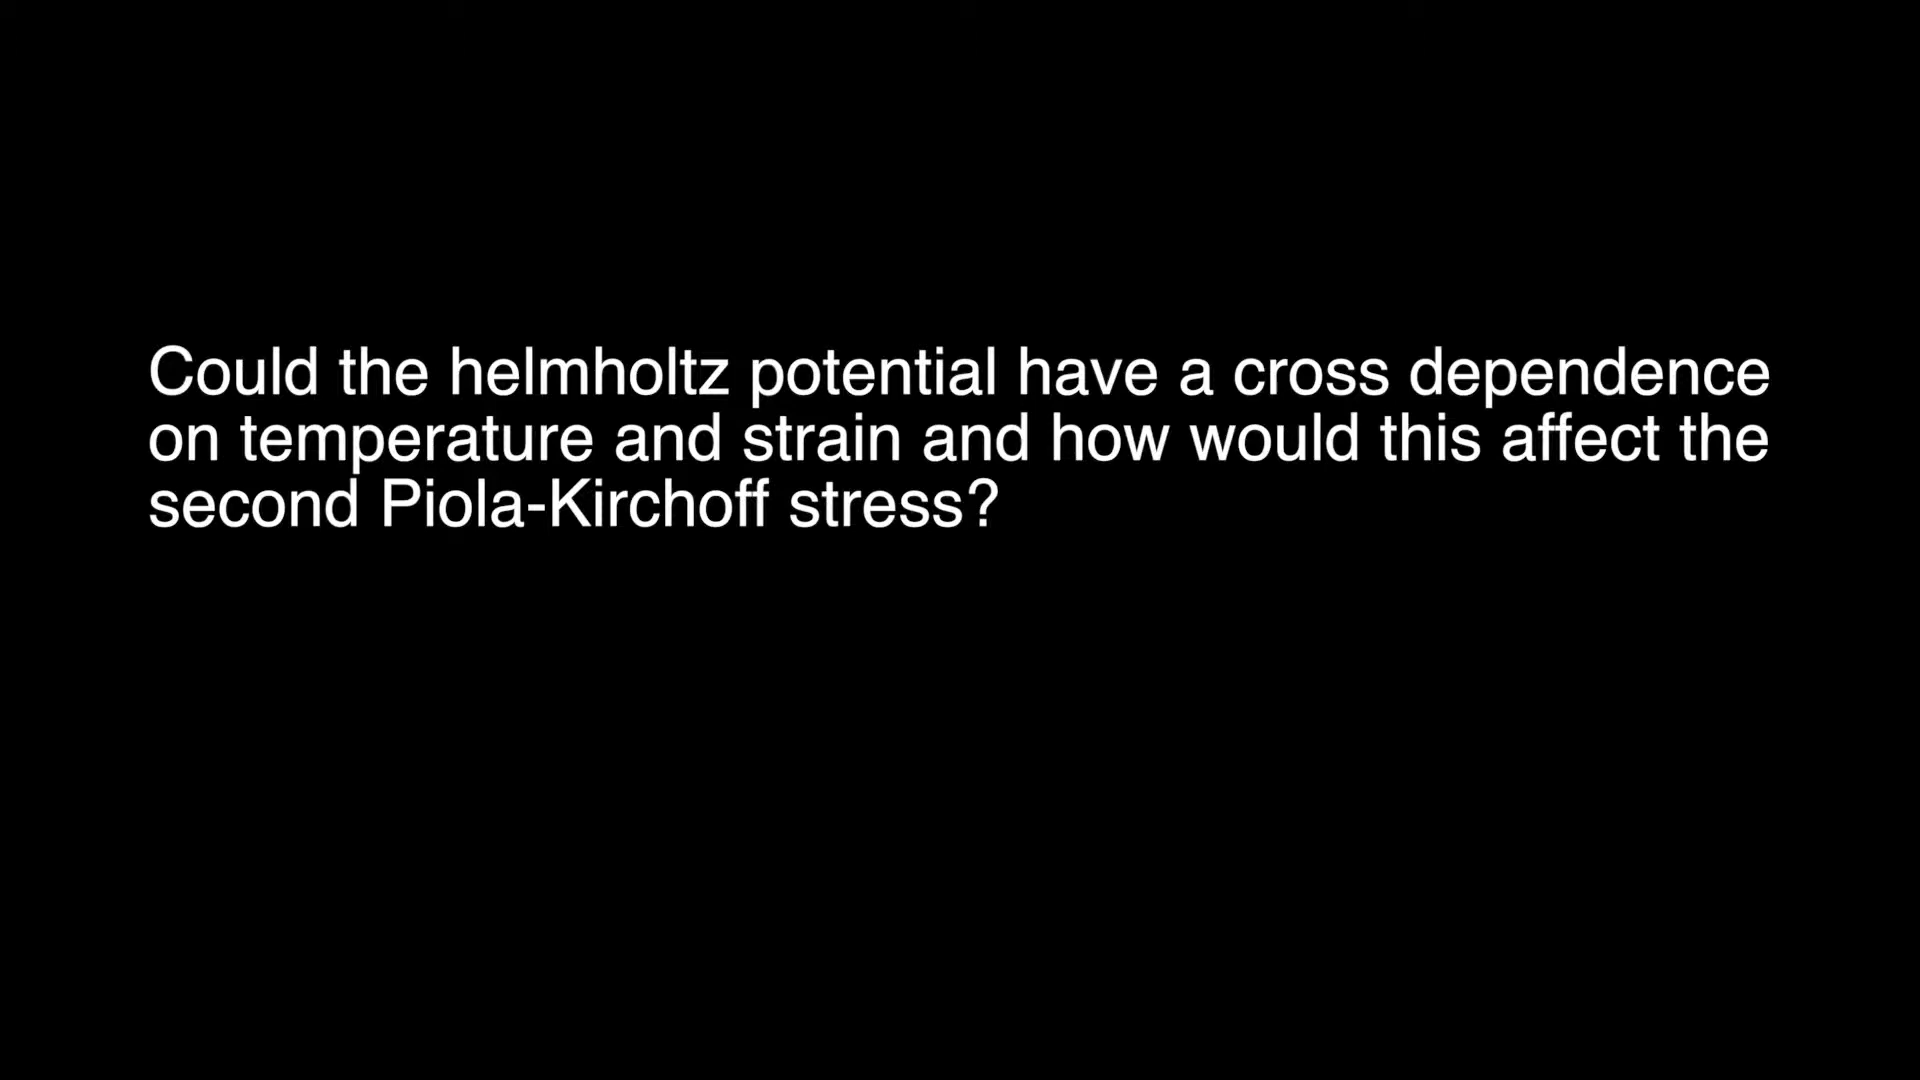 Could the helmholtz potential have a cross dependence
on temperature and strain and how would this affect the
second Piola-Kirchoff stress?